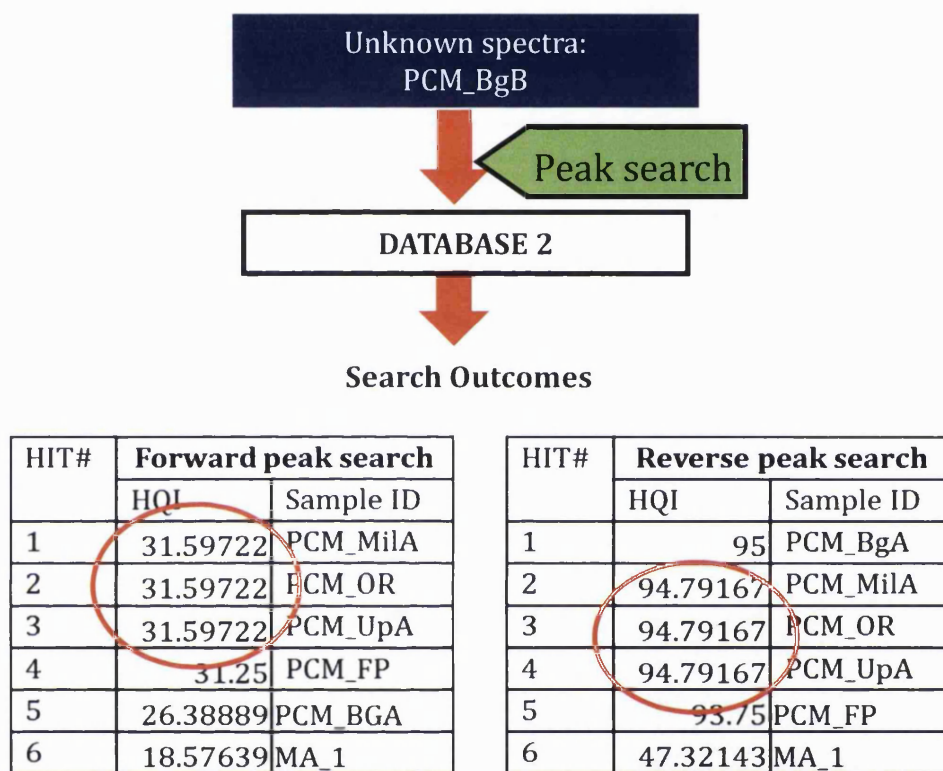 Unknown spectra:
PCM_BgB
Peak search
DATABASE 2
Search Outcomes
HIT# Forward peak search
HQI Sample ID
1 31.59722 PCM_MilA
2 31.59722 PCM_OR
3 31.59722 PCM_UpA
4 31.25 PCM_FP
5 26.38889 PCM_BGA
6 18.57639 MA_1
HIT# Reverse peak search
HQI Sample ID
1 95 PCM_BgA
2 94.79167 PCM_MilA
3 94.79167 PCM_OR
4 94.79167 PCM_UpA
5 93.75 PCM_FP
6 47.32143 MA_1